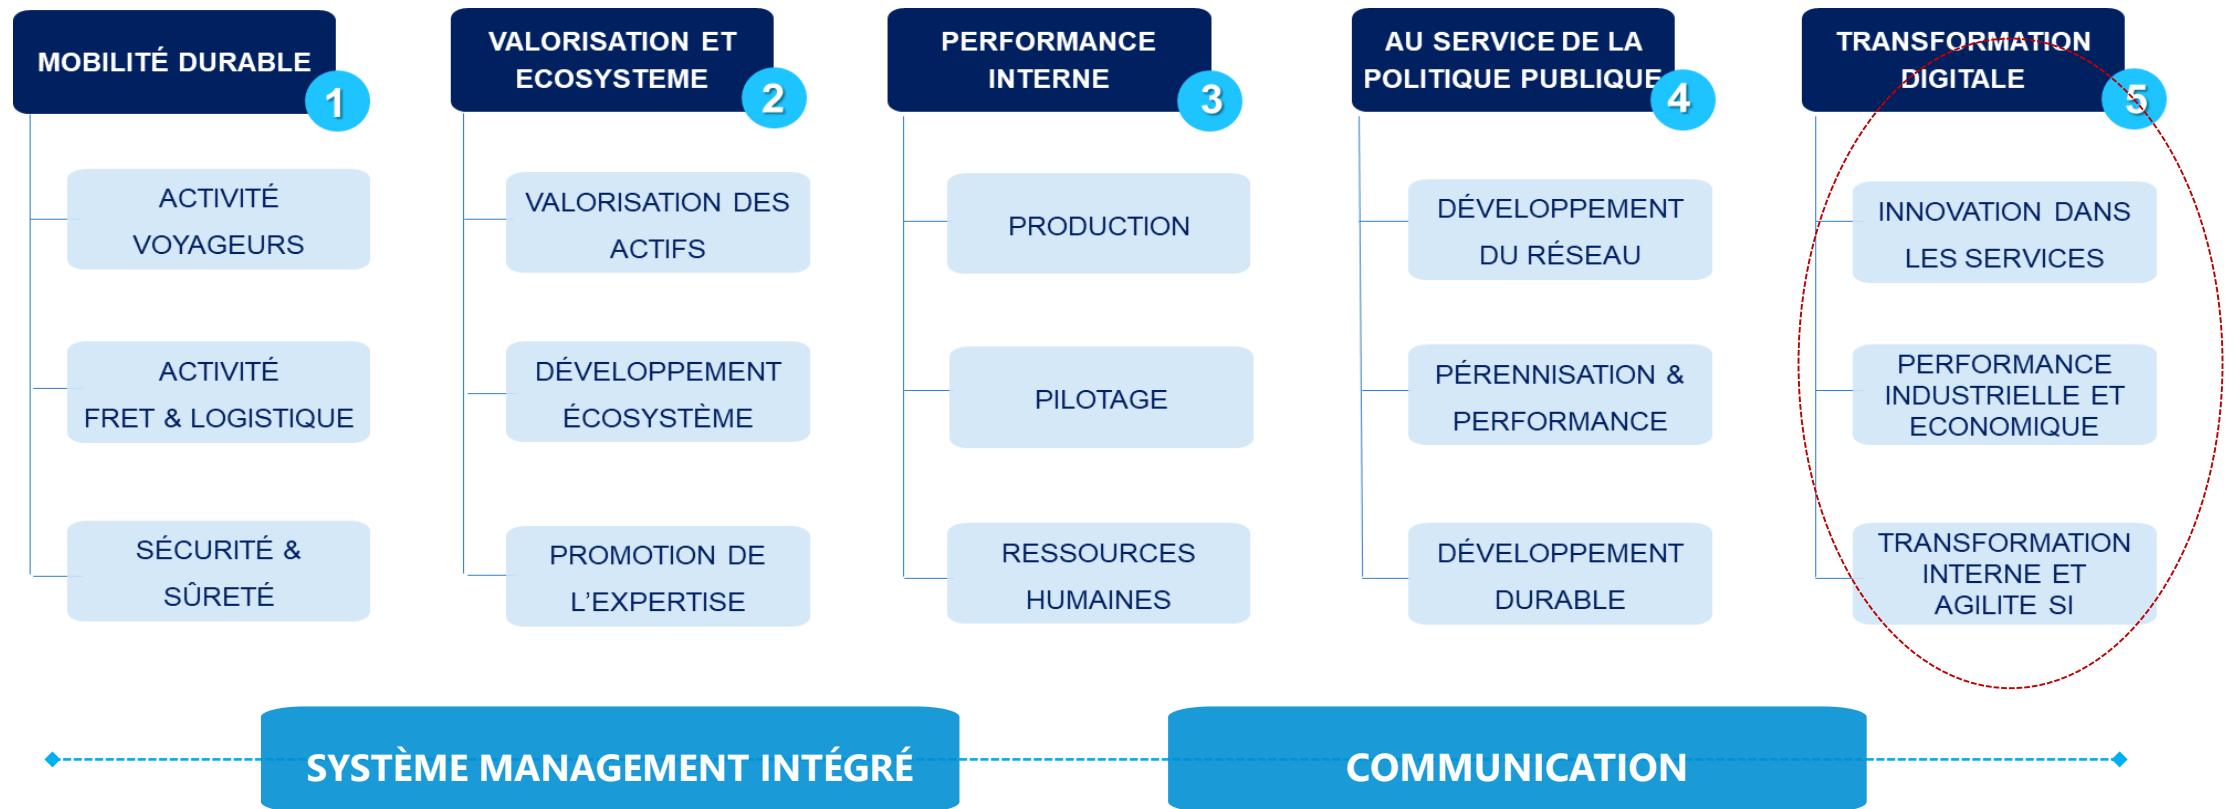 MOBILITÉ DURABLE
1
ACTIVITÉ
VOYAGEURS
ACTIVITÉ
FRET & LOGISTIQUE
SÉCURITÉ &
SÛRETÉ
VALORISATION ET
ECOSYSTEME
2
VALORISATION DES
ACTIFS
DÉVELOPPEMENT
ÉCOSYSTÈME
PROMOTION DE
L’EXPERTISE
PERFORMANCE
INTERNE
3
PRODUCTION
PILOTAGE
RESSOURCES
HUMAINES
AU SERVICE DE LA
POLITIQUE PUBLIQUE
4
DÉVELOPPEMENT
DU RÉSEAU
PÉRENNISATION &
PERFORMANCE
DÉVELOPPEMENT
DURABLE
TRANSFORMATION
DIGITALE
5
INNOVATION DANS
LES SERVICES
PERFORMANCE
INDUSTRIELLE ET
ECONOMIQUE
TRANSFORMATION
INTERNE ET
AGILITE SI
SYSTÈME MANAGEMENT INTÉGRÉ
COMMUNICATION